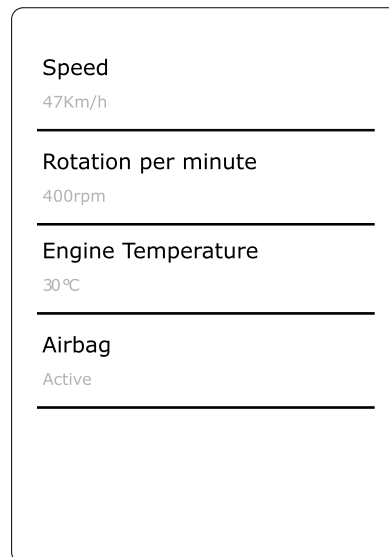 Speed
47Km/h
Rotation per minute
400rpm
Engine Temperature
30°C
Airbag
Active